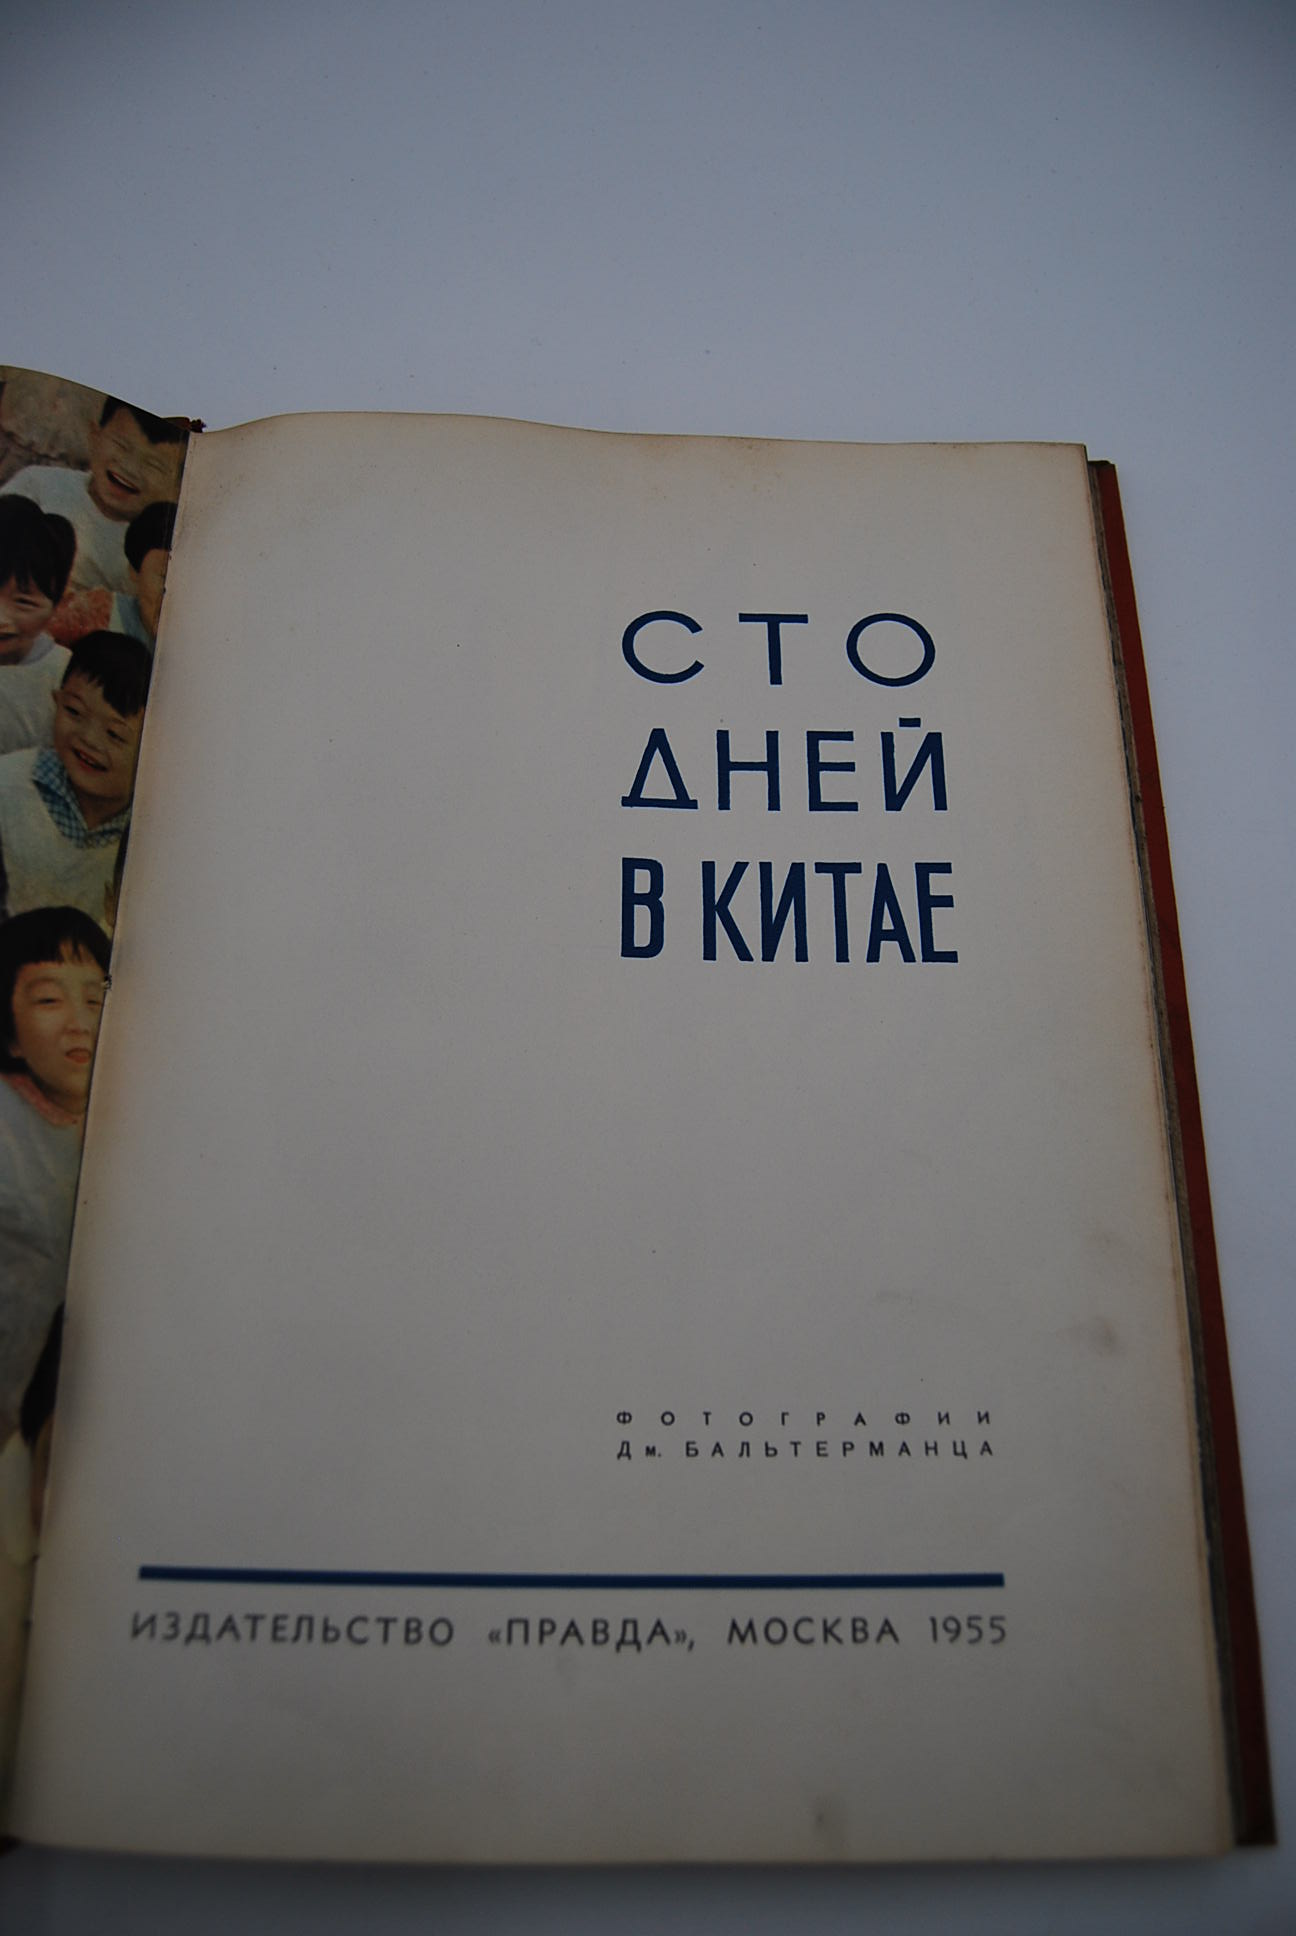 СТО
ДНЕЙ
В КИТАЕ
ФОТОГРАФИИ
Дм. БАЛЬТЕРМАНЦА
ИЗДАТЕЛЬСТВО «ПРАВДА», МОСКВА 1955